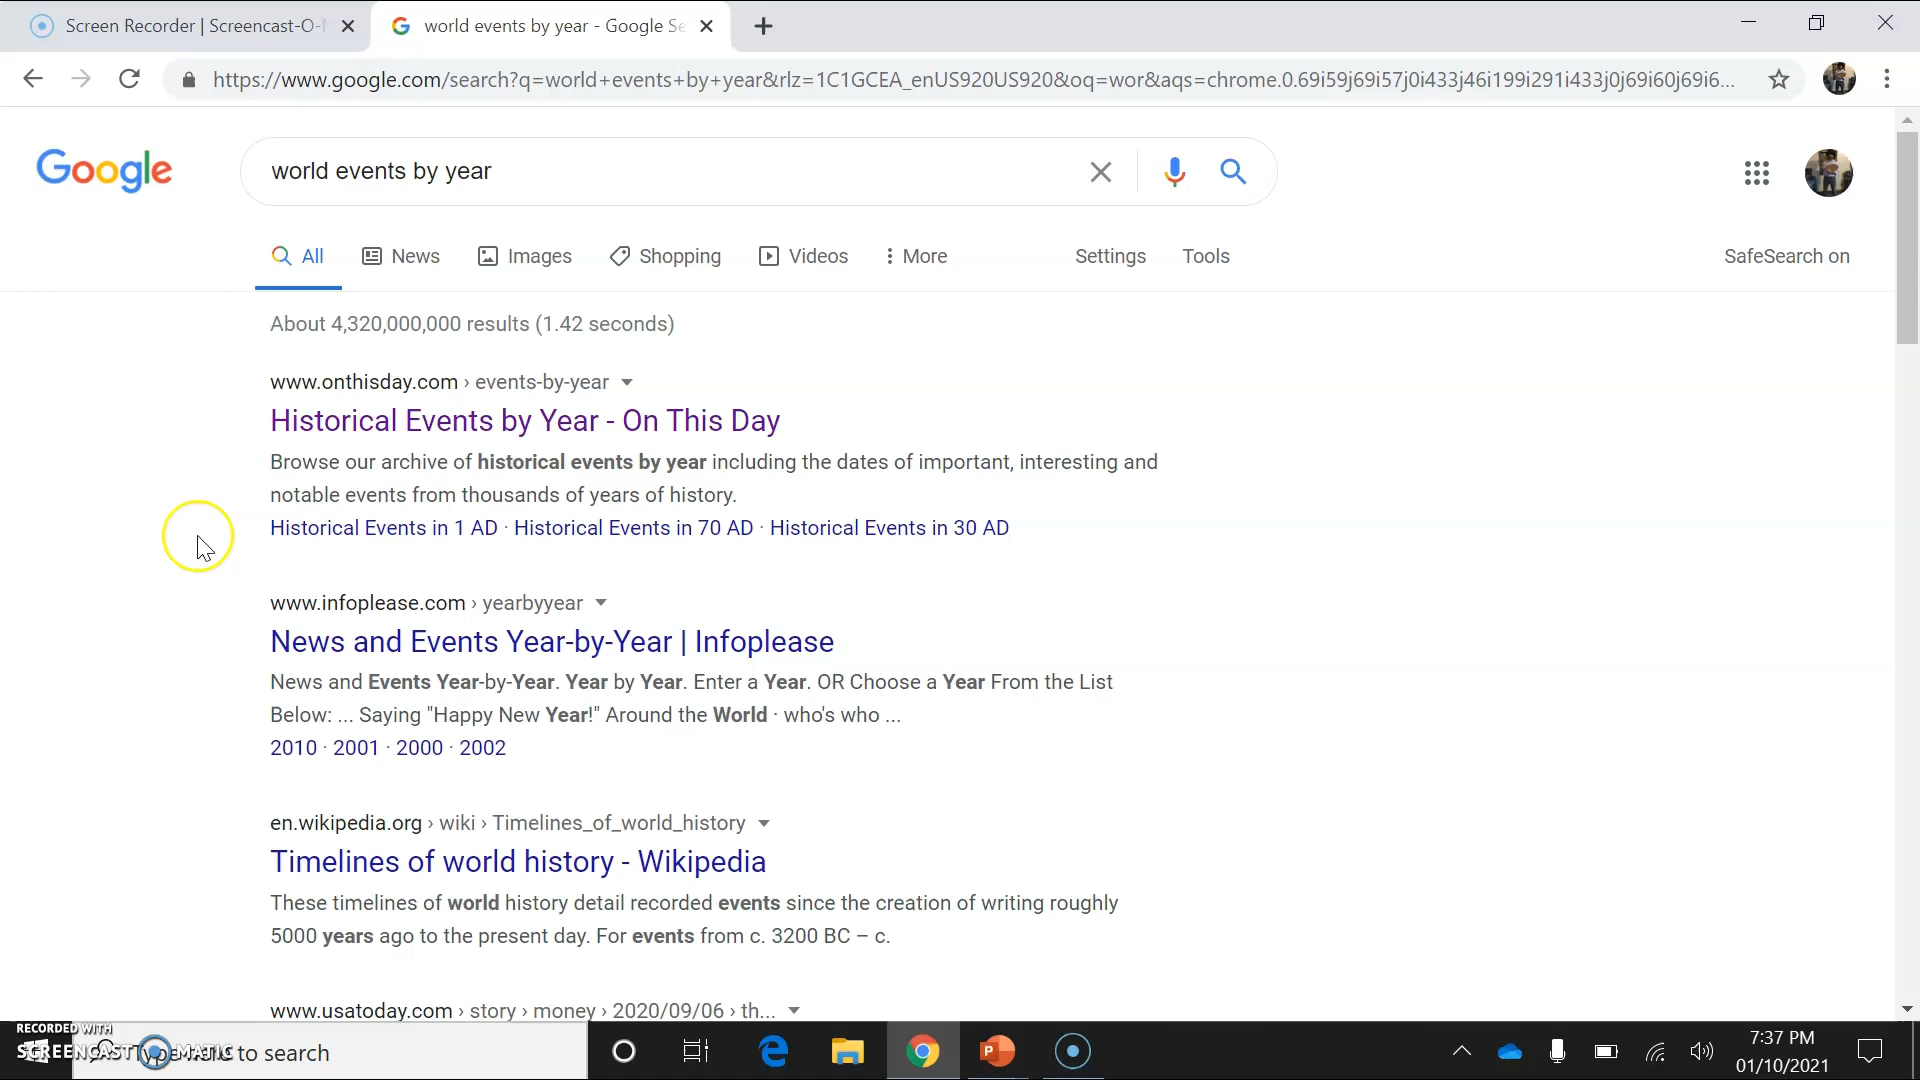 Screen Recorder | Screencast-O-
world events by year - Google Se
https://www.google.com/search?q=world+events+by+year&rlz=1C1GCEA_enUS920US920&oq=wor&aqs=chrome.0.69i59j69i57j0i433j46i199i291i433j0j69i60j69i6...
Google
world events by year
All News Images Shopping Videos More Settings Tools SafeSearch on
About 4,320,000,000 results (1.42 seconds)
www.onthisday.com › events-by-year
Historical Events by Year - On This Day
Browse our archive of historical events by year including the dates of important, interesting and
notable events from thousands of years of history.
Historical Events in 1 AD · Historical Events in 70 AD · Historical Events in 30 AD
www.infoplease.com › yearbyyear
News and Events Year-by-Year | Infoplease
News and Events Year-by-Year. Year by Year. Enter a Year. OR Choose a Year From the List
Below: ... Saying "Happy New Year!" Around the World · who's who ...
2010 · 2001 · 2000 · 2002
en.wikipedia.org › wiki › Timelines_of_world_history
Timelines of world history - Wikipedia
These timelines of world history detail recorded events since the creation of writing roughly
5000 years ago to the present day. For events from c. 3200 BC – c.
www.usatoday.com › story › money › 2020/09/06 › th...
RECORDED WITH
SCREENCAST MATIC
Type to search
7:37 PM
01/10/2021